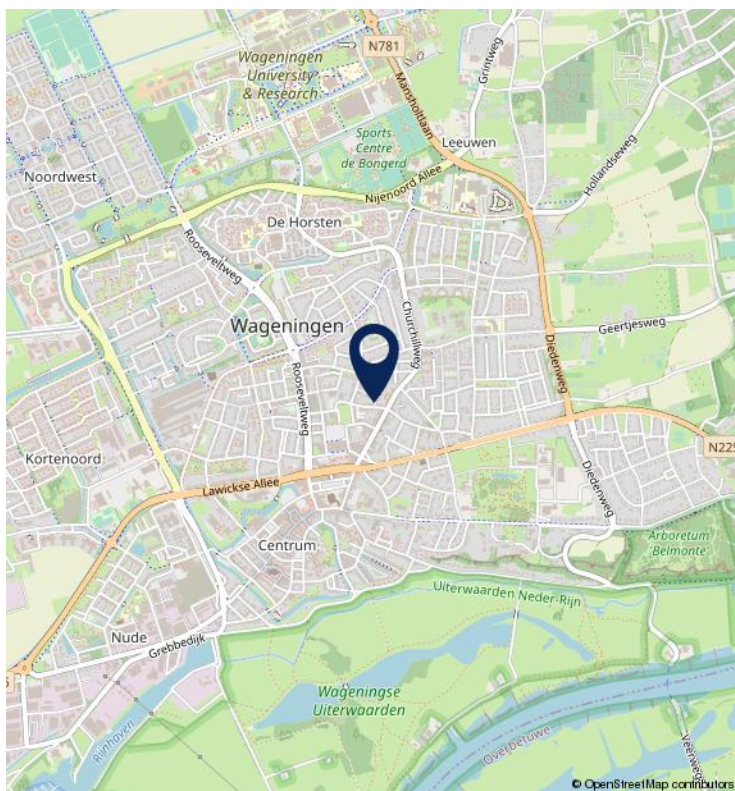 N781
Wageningen
University
& Research
Mansholtlaan
Grintweg
Sports
Centre
de Bongerd
Leeuwen
Hollandseweg
Noordwest
Nijenoord Allee
De Horsten
Rooseveltweg
Churchillweg
Wageningen
Geertjesweg
Diedenweg
Rooseveltweg
Kortenoord
N225
Lawickse Allee
Diedenweg
Centrum
Arboretum
Belmonte
Uiterwaarden Neder-Rijn
Nude
Grebbedijk
Wageningse
Uiterwaarden
Rijnhaven
Overbetuwe
Veerweg
© OpenStreetMap contributors